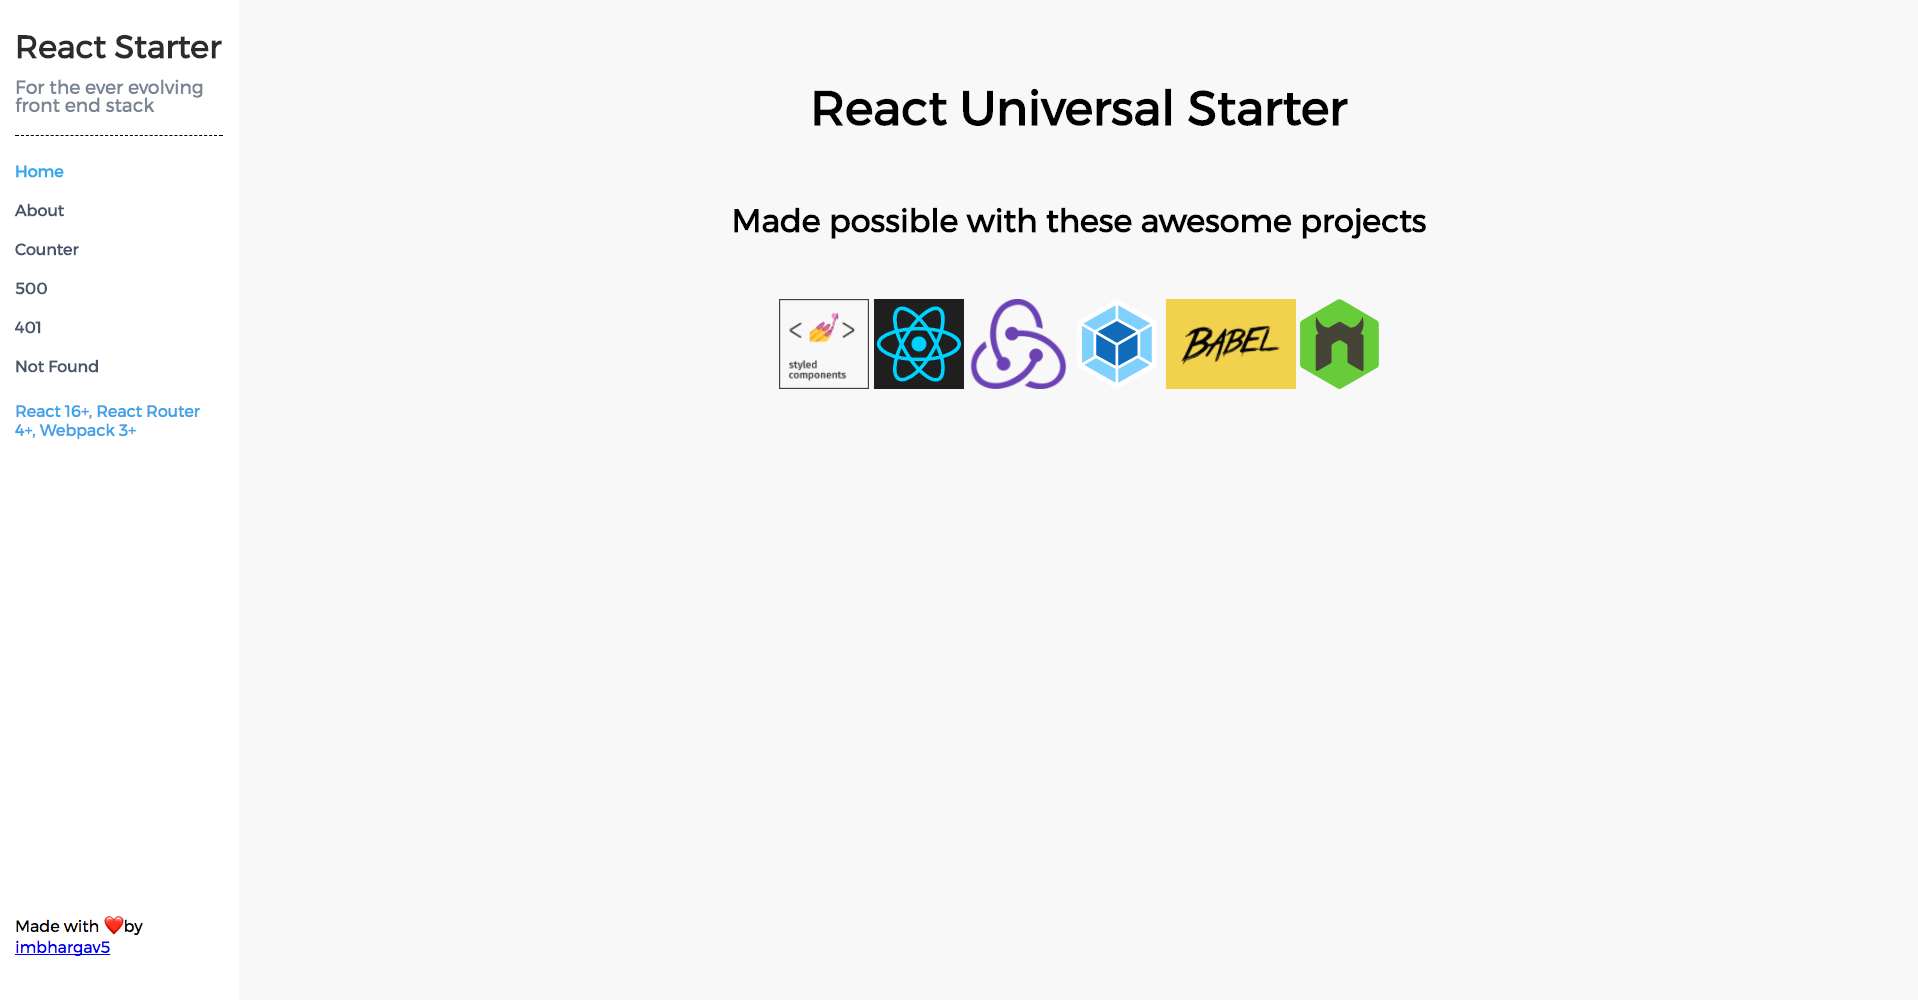 React Starter
For the ever evolving
front end stack
Home
About
Counter
500
401
Not Found
React 16+, React Router
4+, Webpack 3+
Made with ❤️by
imbhargav5
React Universal Starter
Made possible with these awesome projects
< 💅 >
styled
components
BABEL